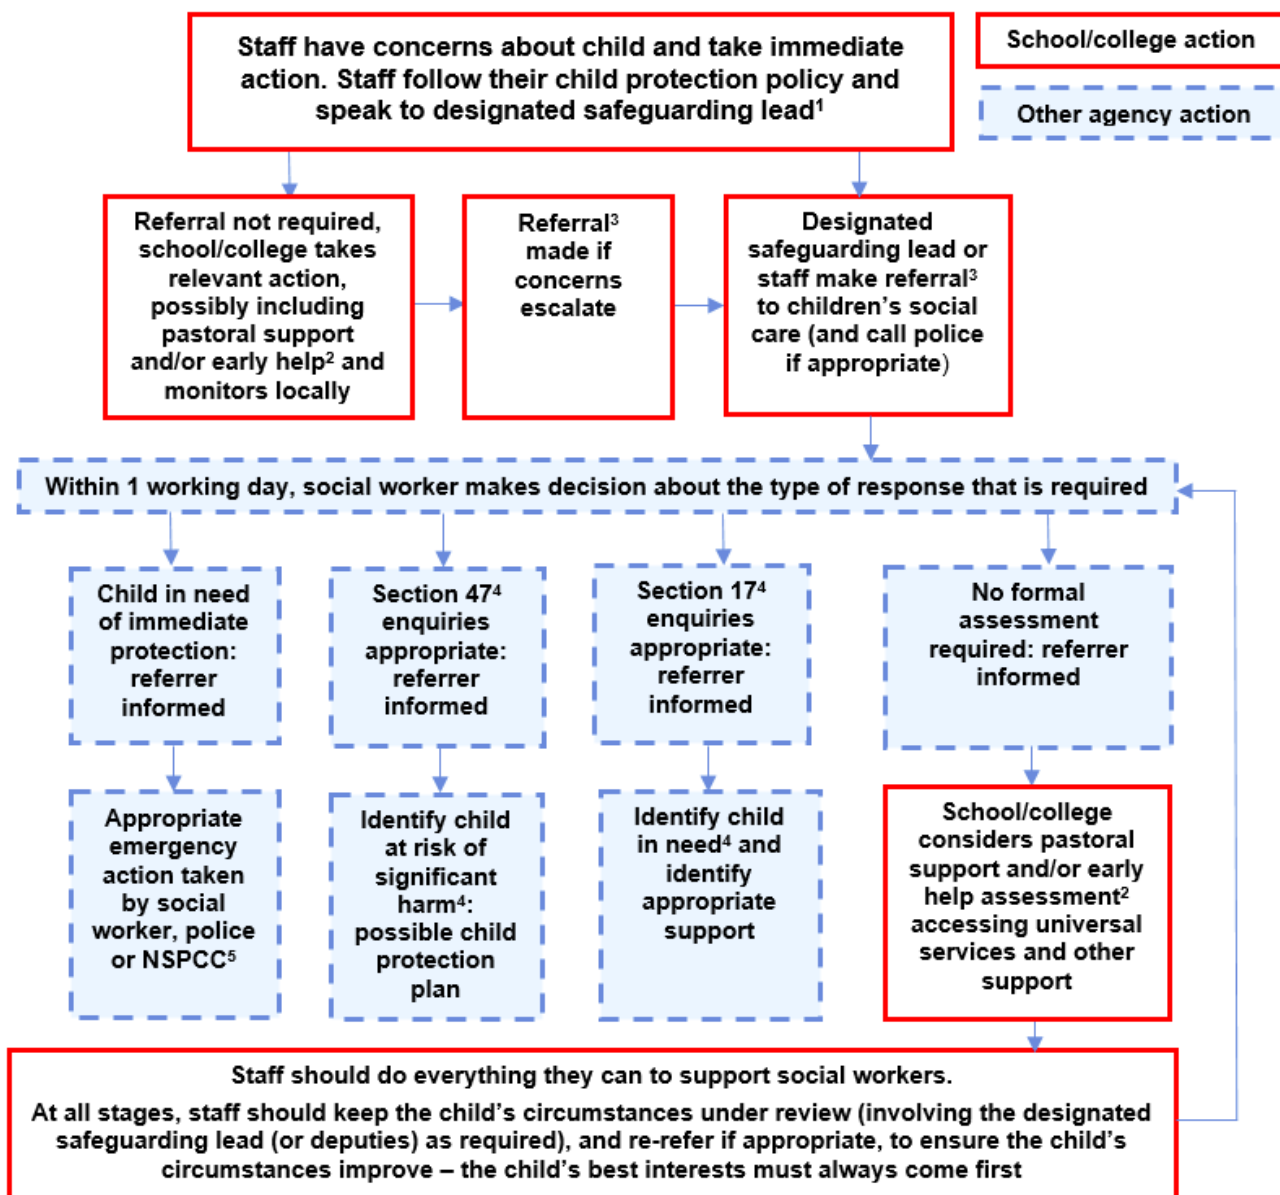 Staff have concerns about child and take immediate
action. Staff follow their child protection policy and
speak to designated safeguarding lead¹
School/college action
Other agency action
Referral not required,
school/college takes
relevant action,
possibly including
pastoral support
and/or early help² and
monitors locally
Referral³
made if
concerns
escalate
Designated
safeguarding lead or
staff make referral³
to children’s social
care (and call police
if appropriate)
Within 1 working day, social worker makes decision about the type of response that is required
Child in need
of immediate
protection:
referrer
informed
Section 47⁴
enquiries
appropriate:
referrer
informed
Section 17⁴
enquiries
appropriate:
referrer
informed
No formal
assessment
required: referrer
informed
Appropriate
emergency
action taken
by social
worker, police
or NSPCC⁵
Identify child
at risk of
significant
harm⁴:
possible child
protection
plan
Identify child
in need⁴ and
identify
appropriate
support
School/college
considers pastoral
support and/or early
help assessment²
accessing universal
services and other
support
Staff should do everything they can to support social workers.
At all stages, staff should keep the child’s circumstances under review (involving the designated
safeguarding lead (or deputies) as required), and re-refer if appropriate, to ensure the child’s
circumstances improve – the child’s best interests must always come first